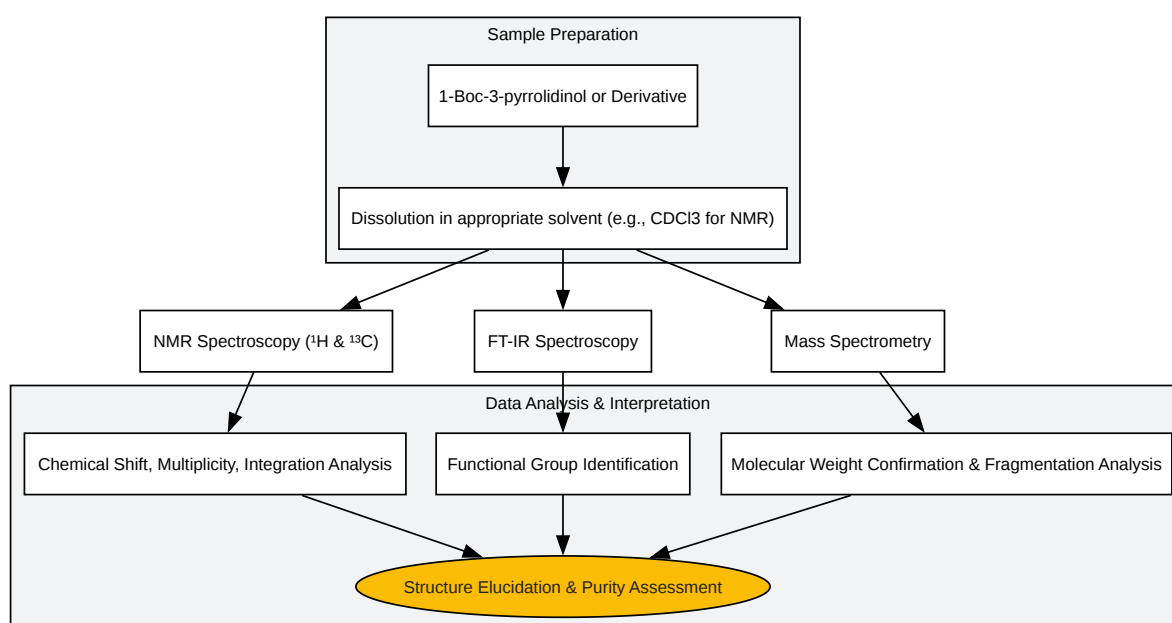 Sample Preparation
1-Boc-3-pyrrolidinol or Derivative
Dissolution in appropriate solvent (e.g., CDCl3 for NMR)
NMR Spectroscopy (¹H & ¹³C)
FT-IR Spectroscopy
Mass Spectrometry
Data Analysis & Interpretation
Chemical Shift, Multiplicity, Integration Analysis
Functional Group Identification
Molecular Weight Confirmation & Fragmentation Analysis
Structure Elucidation & Purity Assessment